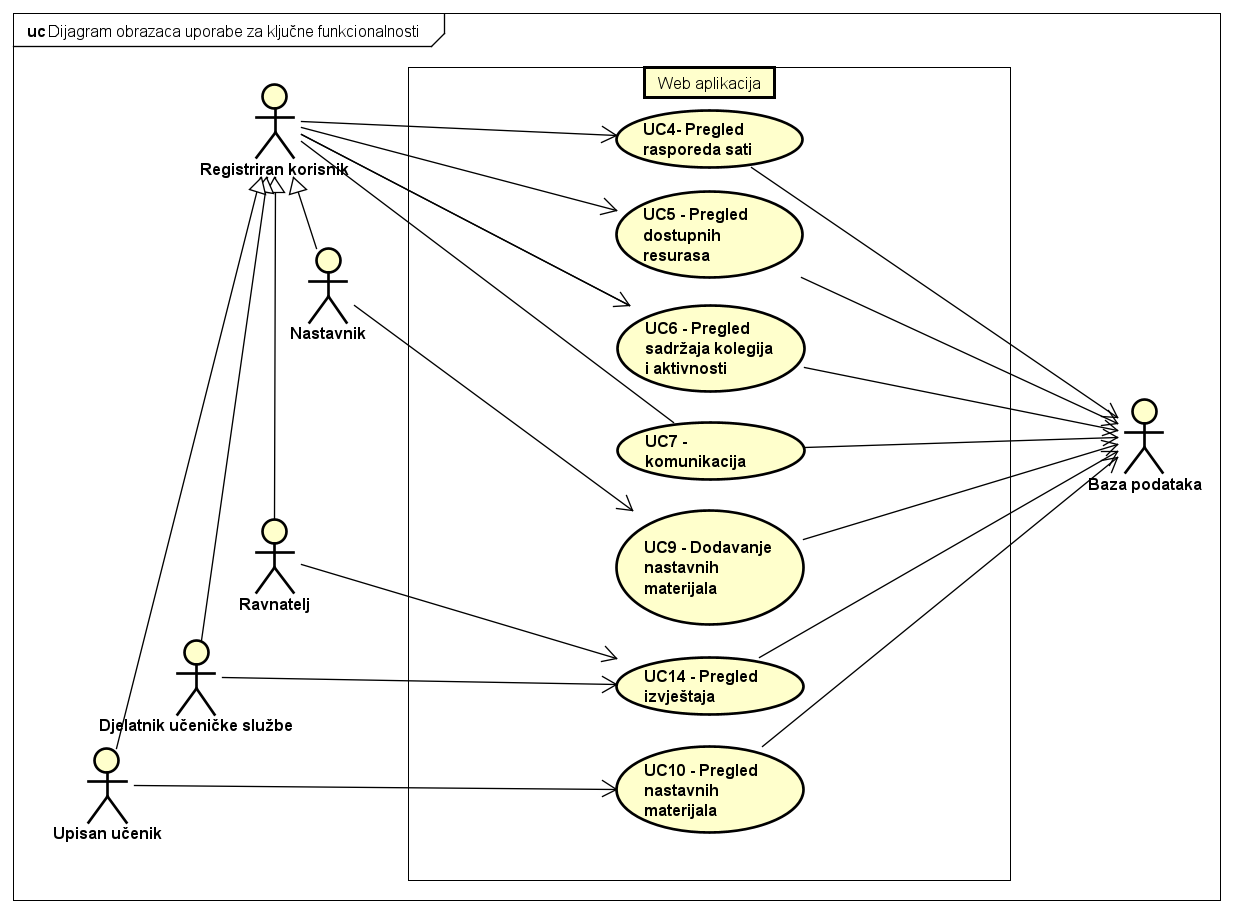 uc Dijagram obrazaca uporabe za ključne funkcionalnosti
Web aplikacija
UC4- Pregled
rasporeda sati
Registriran korisnik
UC5 - Pregled
dostupnih
resurasa
Nastavnik
UC6 - Pregled
sadržaja kolegija
i aktivnosti
UC7 -
komunikacija
Baza podataka
UC9 - Dodavanje
nastavnih
materijala
Ravnatelj
UC14 - Pregled
izvještaja
Djelatnik učeničke službe
UC10 - Pregled
nastavnih
materijala
Upisan učenik